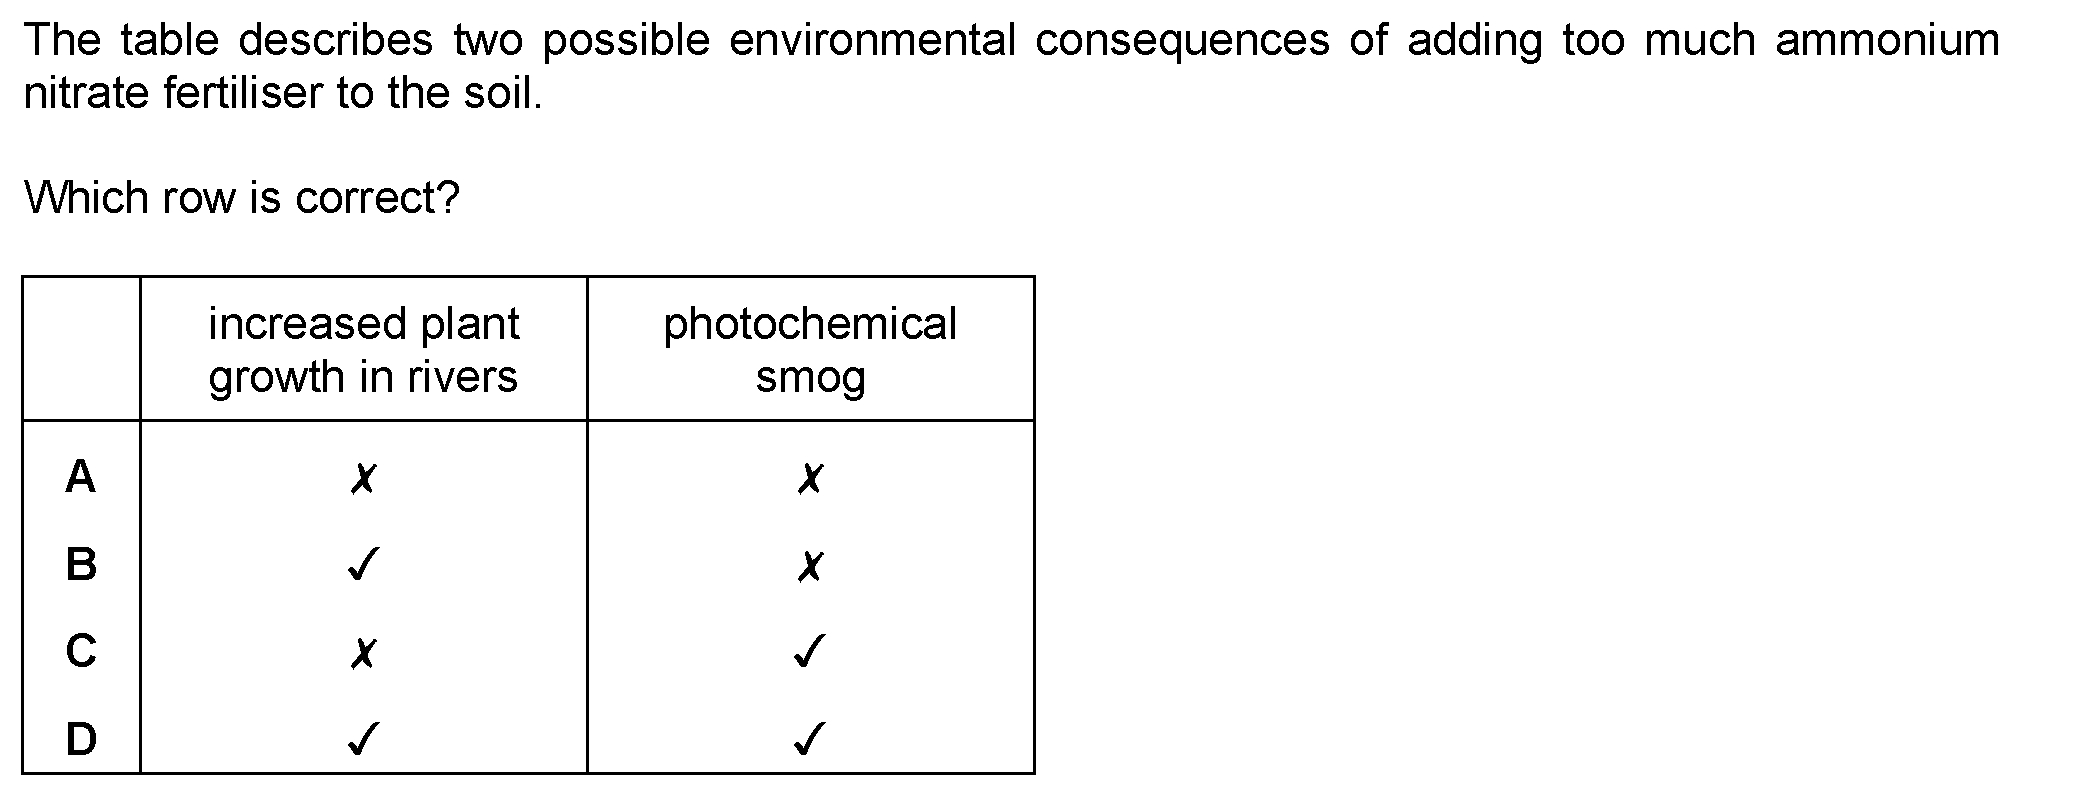 The table describes two possible environmental consequences of adding too much ammonium
nitrate fertiliser to the soil.
Which row is correct?
increased plant growth in rivers
photochemical smog
A ✗ ✗
B ✓ ✗
C ✗ ✓
D ✓ ✓